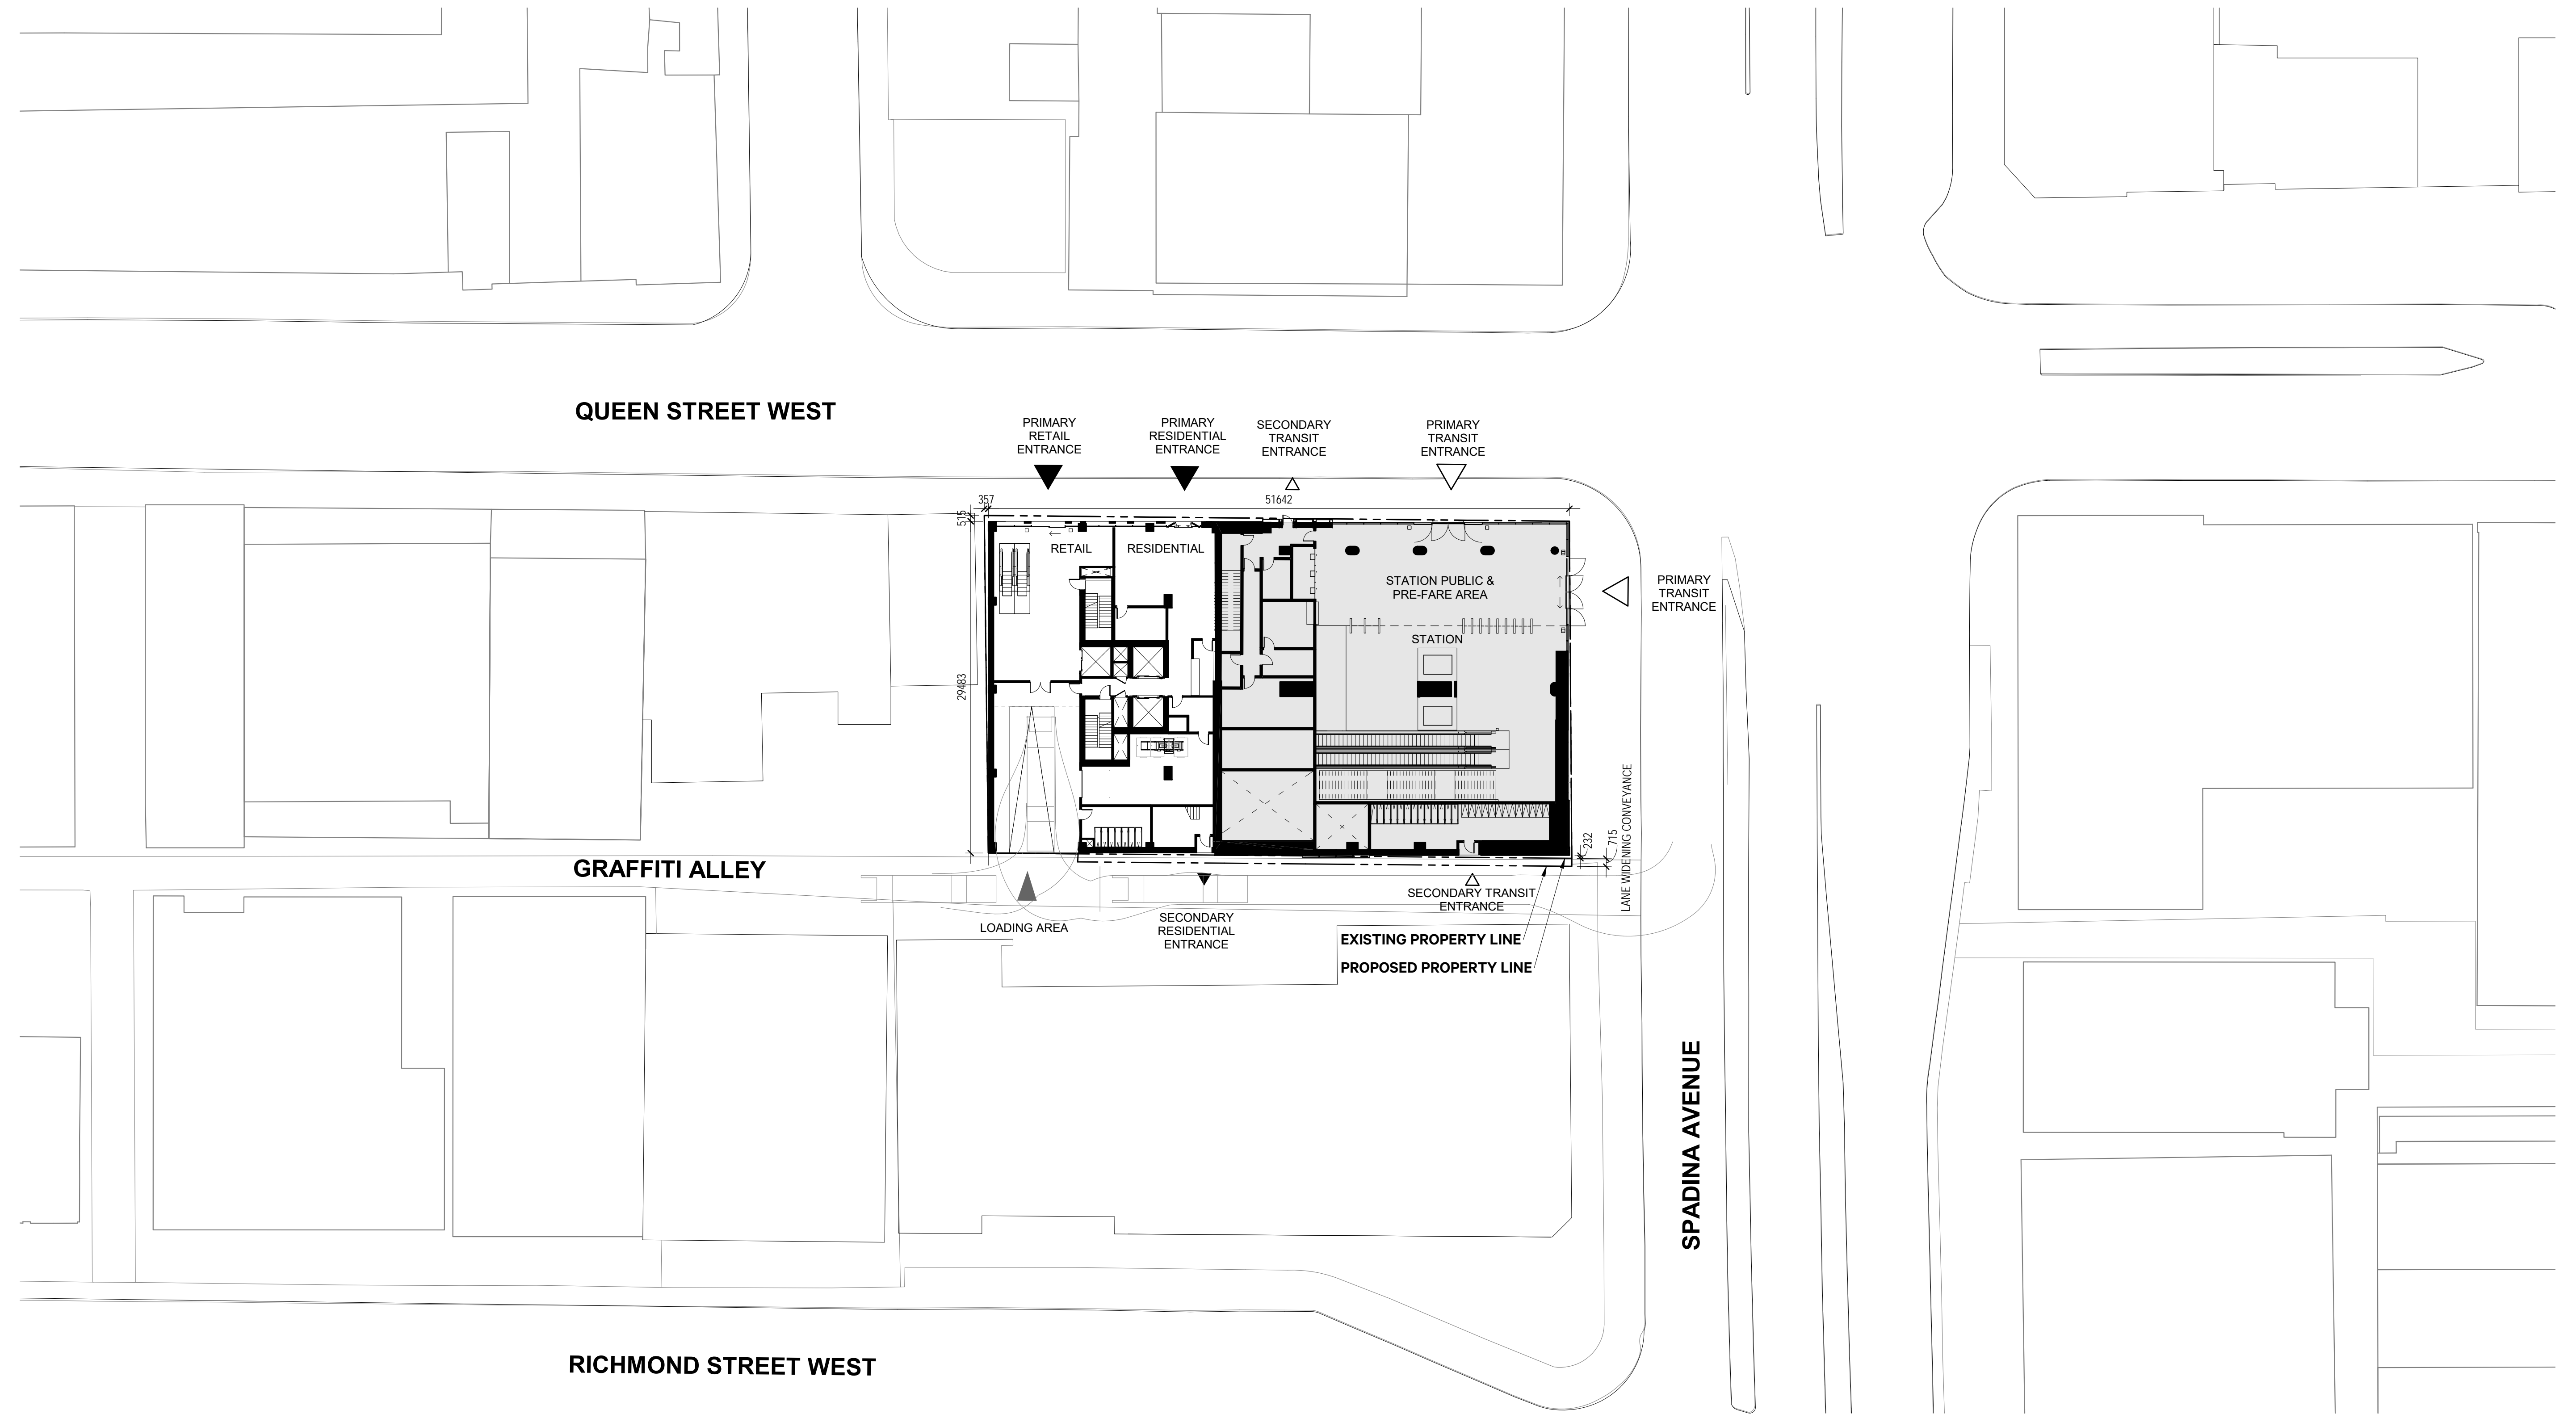 QUEEN STREET WEST
PRIMARY
RETAIL
ENTRANCE
PRIMARY
RESIDENTIAL
ENTRANCE
SECONDARY
TRANSIT
ENTRANCE
PRIMARY
TRANSIT
ENTRANCE
357
51642
515
RETAIL
RESIDENTIAL
STATION PUBLIC &
PRE-FARE AREA
PRIMARY
TRANSIT
ENTRANCE
STATION
29483
232
715
LANE WIDENING CONVEYANCE
GRAFFITI ALLEY
LOADING AREA
SECONDARY
RESIDENTIAL
ENTRANCE
SECONDARY TRANSIT
ENTRANCE
EXISTING PROPERTY LINE
PROPOSED PROPERTY LINE
SPADINA AVENUE
RICHMOND STREET WEST